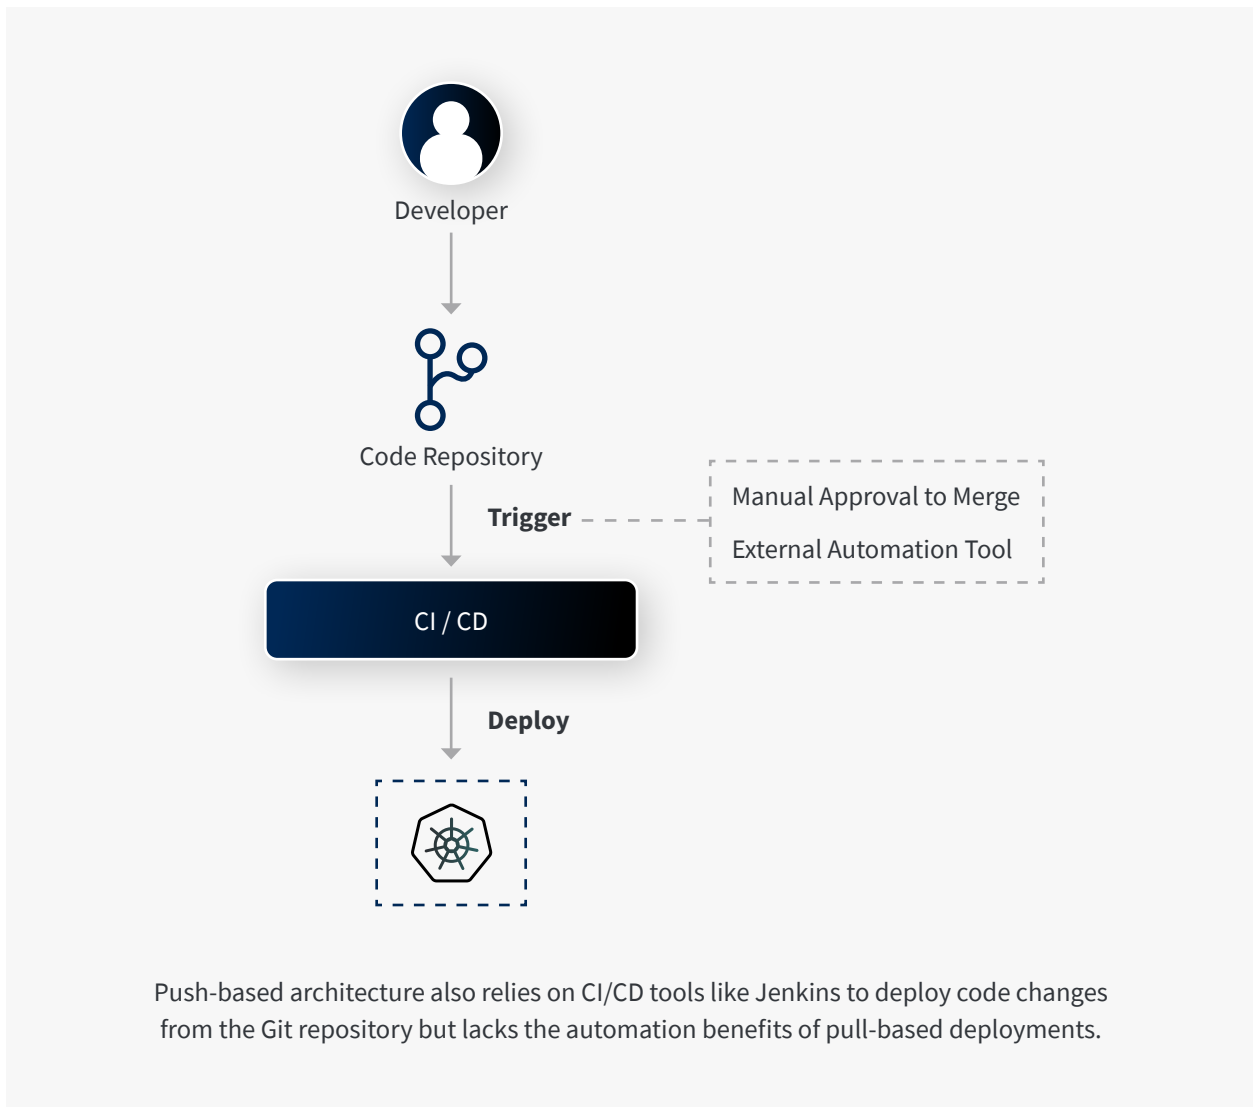 Developer
Code Repository
Trigger
Manual Approval to Merge
External Automation Tool
CI / CD
Deploy
Push-based architecture also relies on CI/CD tools like Jenkins to deploy code changes
from the Git repository but lacks the automation benefits of pull-based deployments.